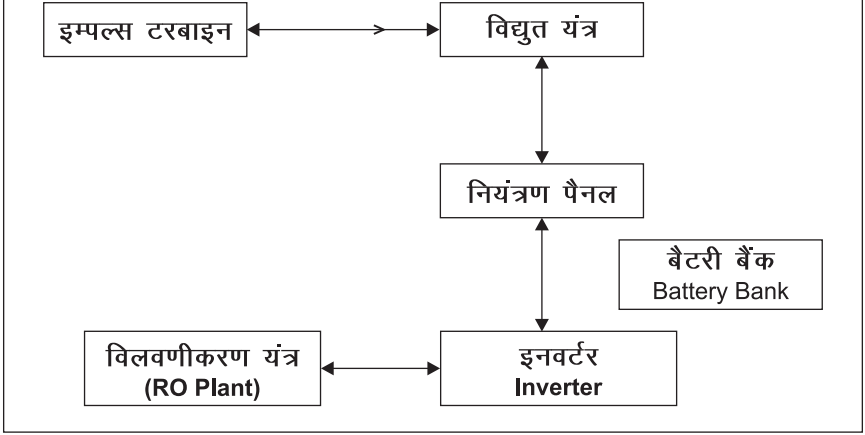 इम्पल्स टरबाइन
विद्युत यंत्र
नियंत्रण पैनल
बैटरी बैंक
Battery Bank
विलवणीकरण यंत्र
(RO Plant)
इनवर्टर
Inverter